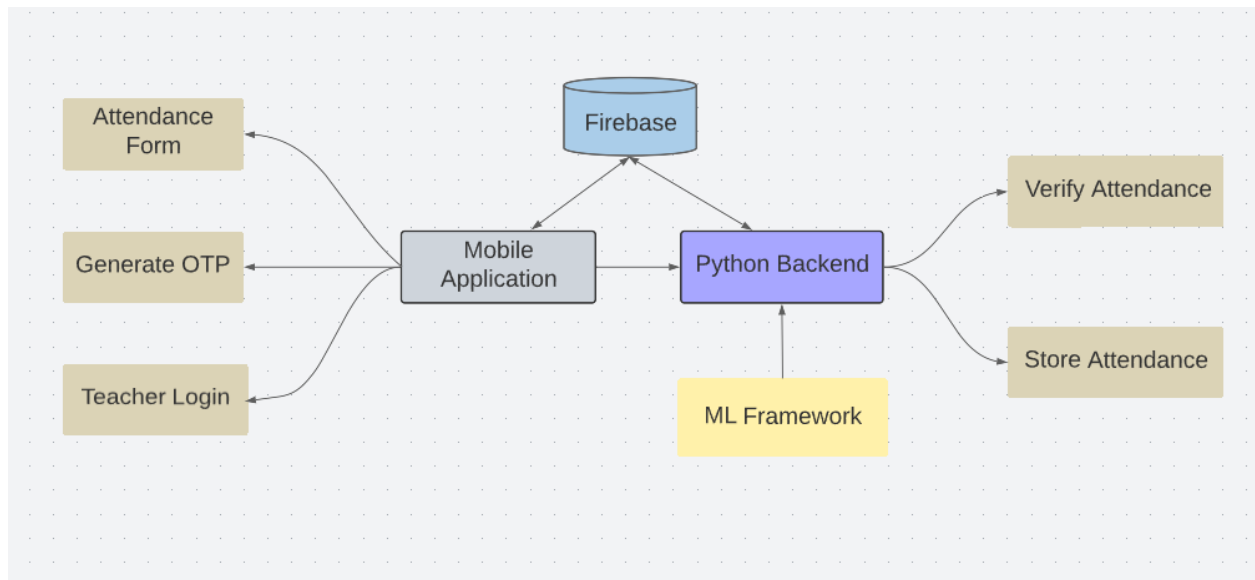 Attendance
Form
Firebase
Verify Attendance
Generate OTP
Mobile
Application
Python Backend
Store Attendance
Teacher Login
ML Framework